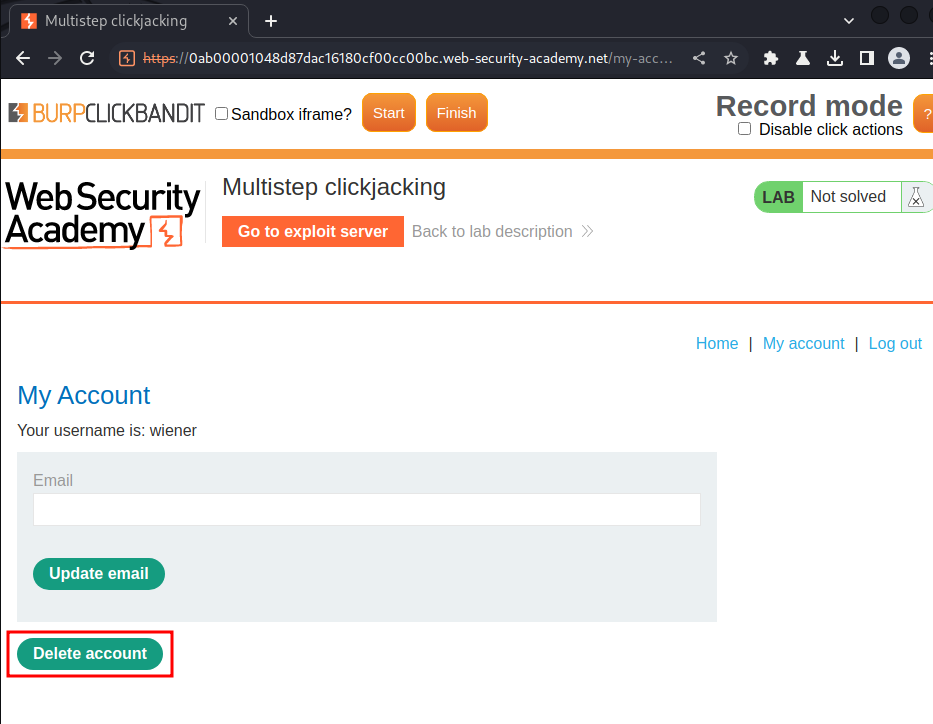 Multistep clickjacking
https://0ab00001048d87dac16180cf00cc00bc.web-security-academy.net/my-acc...
BURPCLICKBANDIT Sandbox iframe? Start Finish Record mode ?
Disable click actions
Web Security Academy
Multistep clickjacking
LAB Not solved
Go to exploit server Back to lab description
Home | My account | Log out
My Account
Your username is: wiener
Email
Update email
Delete account